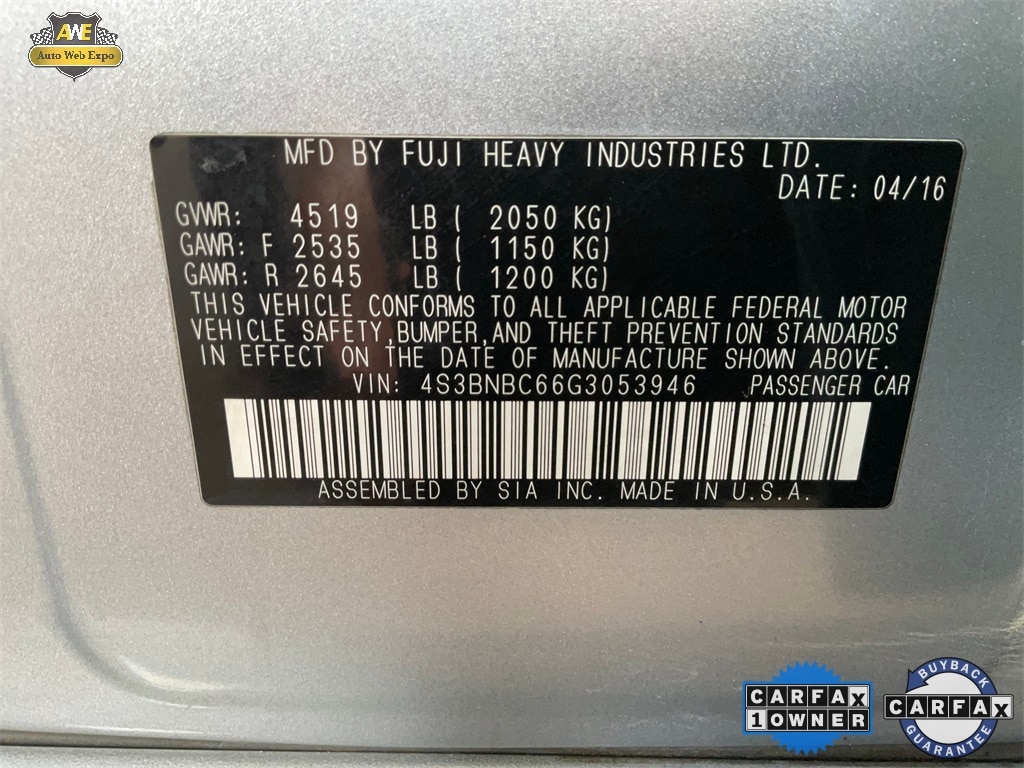 AWE
Auto Web Expo
MFD BY FUJI HEAVY INDUSTRIES LTD.
DATE: 04/16
GVWR: 4519 LB ( 2050 KG)
GAWR: F 2535 LB ( 1150 KG)
GAWR: R 2645 LB ( 1200 KG)
THIS VEHICLE CONFORMS TO ALL APPLICABLE FEDERAL MOTOR
VEHICLE SAFETY,BUMPER,AND THEFT PREVENTION STANDARDS
IN EFFECT ON THE DATE OF MANUFACTURE SHOWN ABOVE.
VIN: 4S3BNBC66G3053946 PASSENGER CAR
ASSEMBLED BY SIA INC. MADE IN U.S.A.
CARFAX
1 OWNER
BUYBACK
CARFAX
GUARANTEE